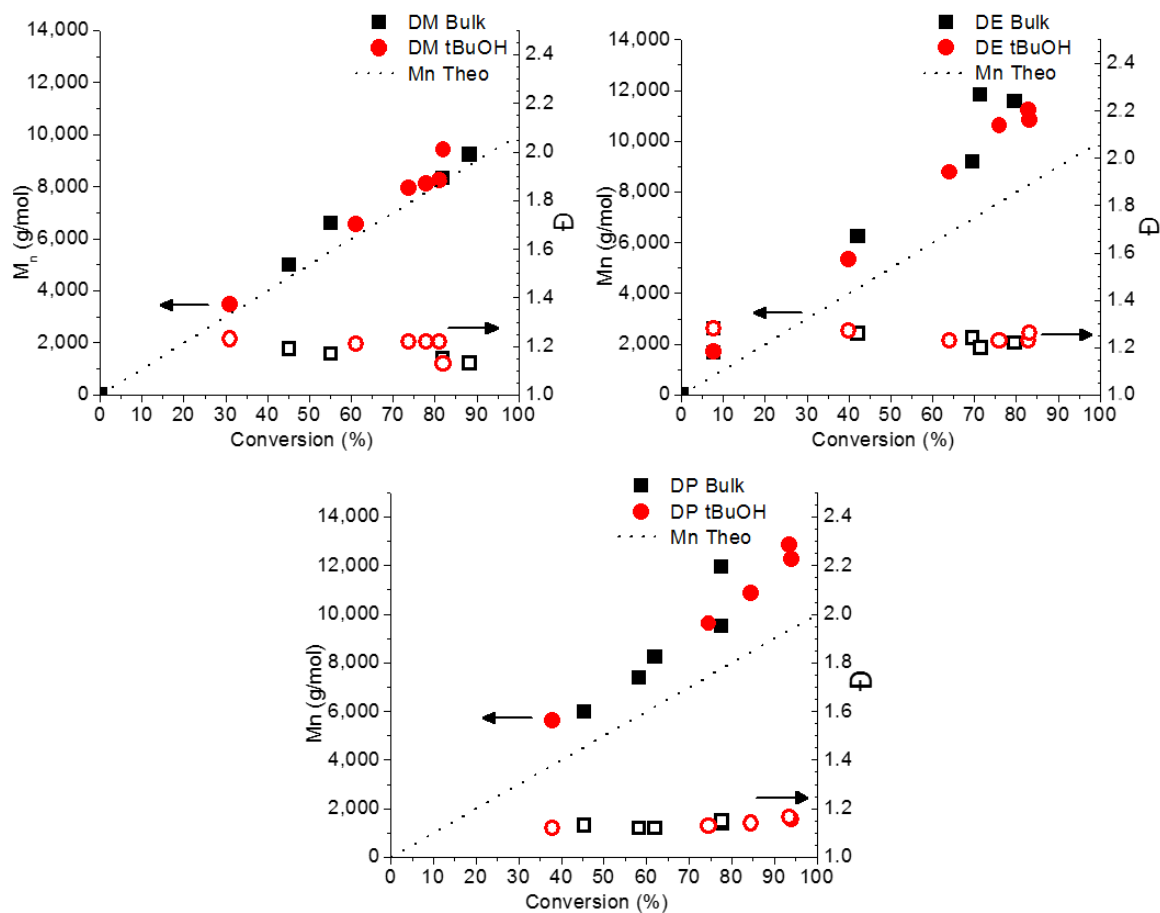 14,000
12,000
10,000
8,000
6,000
4,000
2,000
0
Mn (g/mol)
DM Bulk
DM tBuOH
Mn Theo
2.4
2.2
2.0
1.8
1.6
1.4
1.2
1.0
Đ
0 10 20 30 40 50 60 70 80 90 100
Conversion (%)
14,000
12,000
10,000
8,000
6,000
4,000
2,000
0
Mn (g/mol)
DE Bulk
DE tBuOH
Mn Theo
2.4
2.2
2.0
1.8
1.6
1.4
1.2
1.0
Đ
0 10 20 30 40 50 60 70 80 90 100
Conversion (%)
14,000
12,000
10,000
8,000
6,000
4,000
2,000
0
Mn (g/mol)
DP Bulk
DP tBuOH
Mn Theo
2.4
2.2
2.0
1.8
1.6
1.4
1.2
1.0
Đ
0 10 20 30 40 50 60 70 80 90 100
Conversion (%)